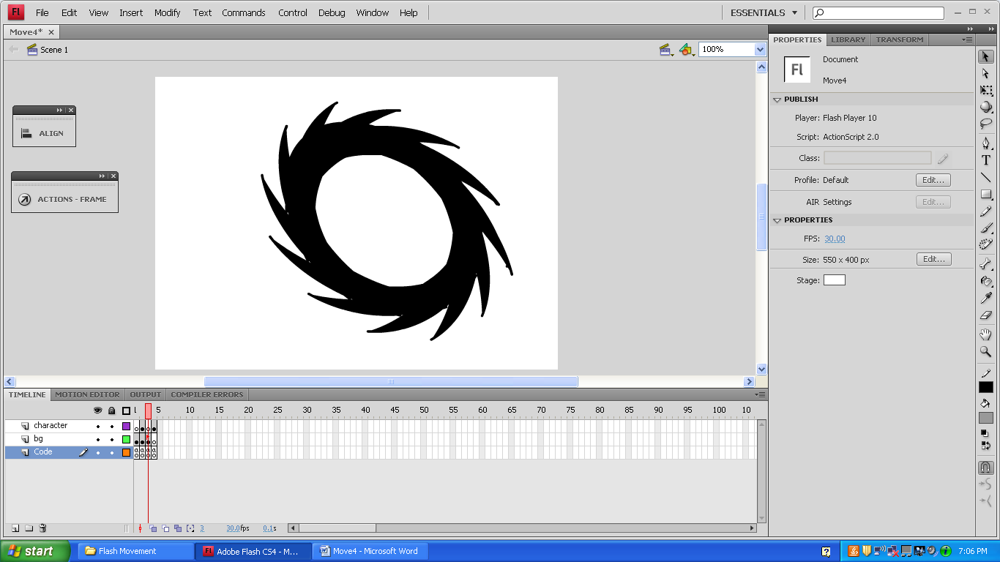 Fl File Edit View Insert Modify Text Commands Control Debug Window Help ESSENTIALS
Move4* ×
Scene 1
100%
ALIGN
ACTIONS - FRAME
PROPERTIES LIBRARY TRANSFORM
Fl
Document
Move4
PUBLISH
Player: Flash Player 10
Script: ActionScript 2.0
Class:
Profile: Default Edit...
AIR Settings Edit...
PROPERTIES
FPS: 30.00
Size: 550 x 400 px Edit...
Stage:
T
TIMELINE MOTION EDITOR OUTPUT COMPILER ERRORS
1 5 10 15 20 25 30 35 40 45 50 55 60 65 70 75 80 85 90 95 100 10
character
bg
Code
a a a a
3 30.0fps 0.1s
start Flash Movement Fl Adobe Flash CS4 - M... Move4 - Microsoft Word ? 7:06 PM